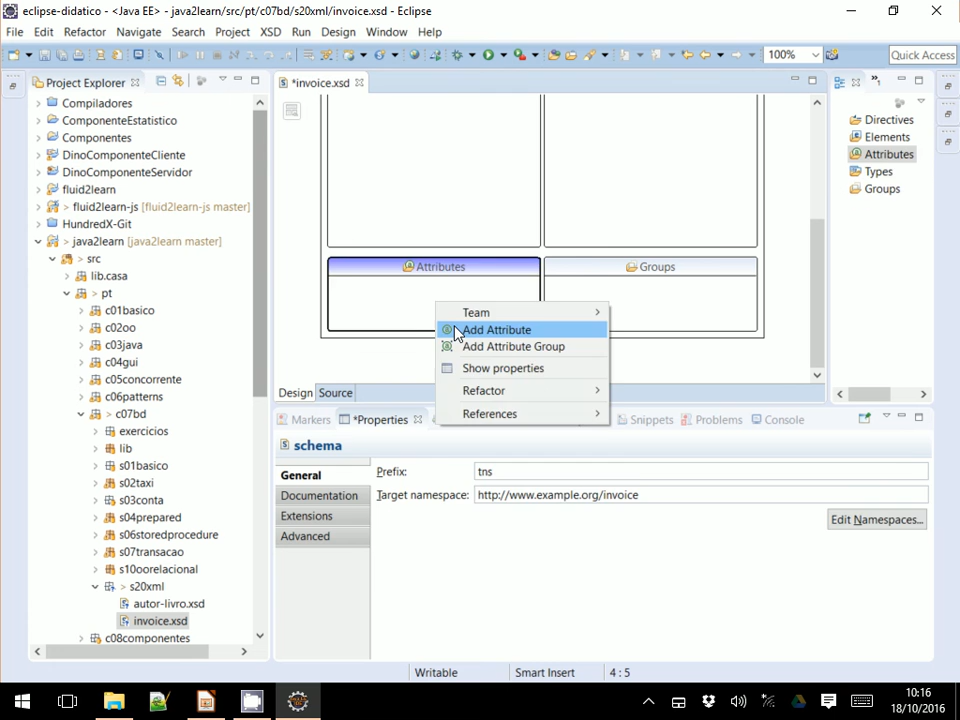 eclipse-didatico - <Java EE> - java2learn/src/pt/c07bd/s20xml/invoice.xsd - Eclipse
File Edit Refactor Navigate Search Project XSD Run Design Window Help
100%
Quick Access
Project Explorer
Compiladores
ComponenteEstatistico
Componentes
DinoComponenteCliente
DinoComponenteServidor
fluid2learn
> fluid2learn-js [fluid2learn-js master]
HundredX-Git
> java2learn [java2learn master]
> src
lib.casa
> pt
c01basico
c02oo
c03java
c04gui
c05concorrente
c06patterns
> c07bd
exercicios
lib
s01basico
s02taxi
s03conta
s04prepared
s06storedprocedure
s07transacao
s10oorelacional
> s20xml
autor-livro.xsd
invoice.xsd
c08componentes
*invoice.xsd
Attributes
Groups
Team
Add Attribute
Add Attribute Group
Show properties
Refactor
References
Design Source
Directives
Elements
Attributes
Types
Groups
Markers *Properties Snippets Problems Console
schema
General
Documentation
Extensions
Advanced
Prefix: tns
Target namespace: http://www.example.org/invoice
Edit Namespaces...
Writable Smart Insert 4 : 5
10:16
18/10/2016